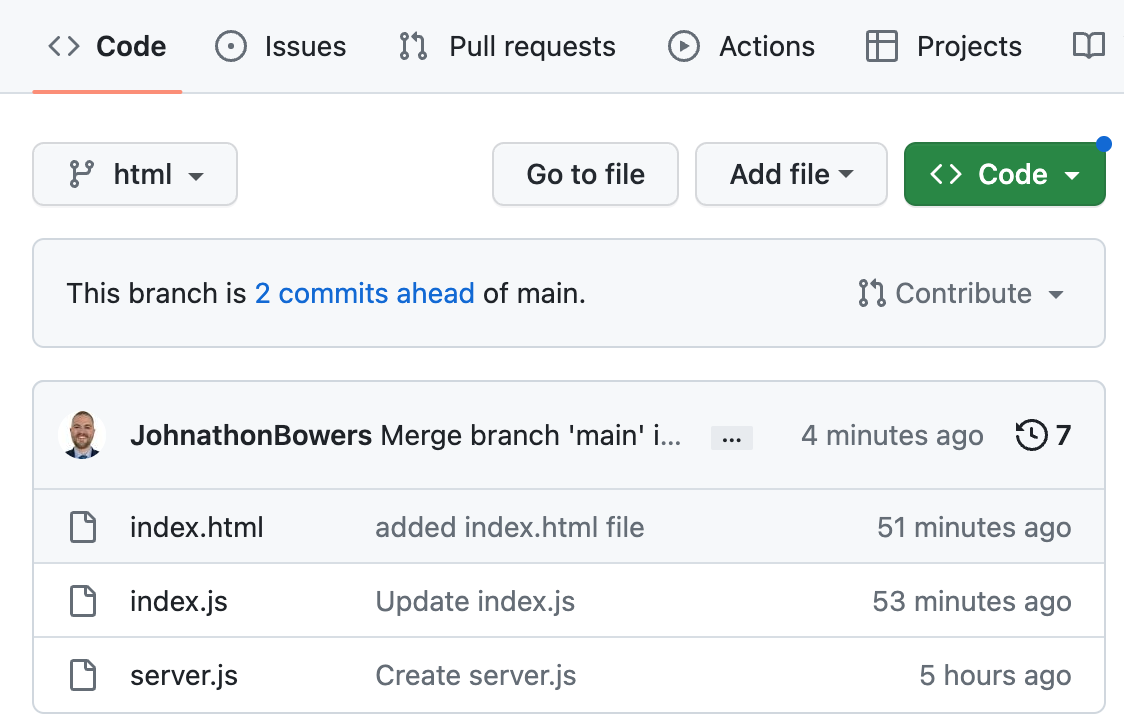 Code Issues Pull requests Actions Projects
html Go to file Add file Code
This branch is 2 commits ahead of main. Contribute
JohnathonBowers Merge branch 'main' i... ... 4 minutes ago 7
index.html added index.html file 51 minutes ago
index.js Update index.js 53 minutes ago
server.js Create server.js 5 hours ago